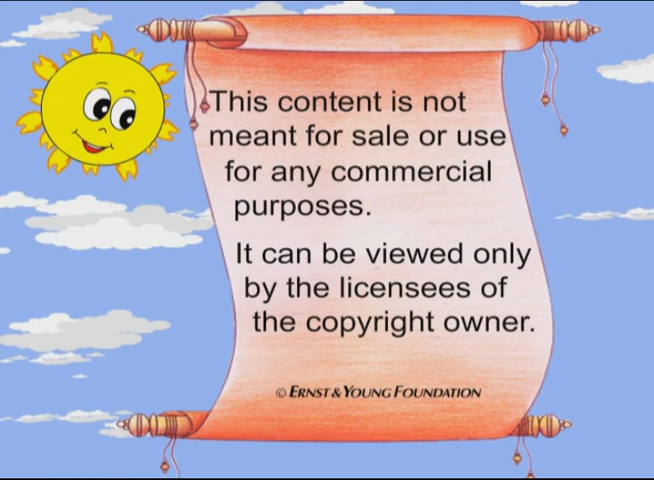 This content is not
meant for sale or use
for any commercial
purposes.
It can be viewed only
by the licensees of
the copyright owner.
© ERNST & YOUNG FOUNDATION